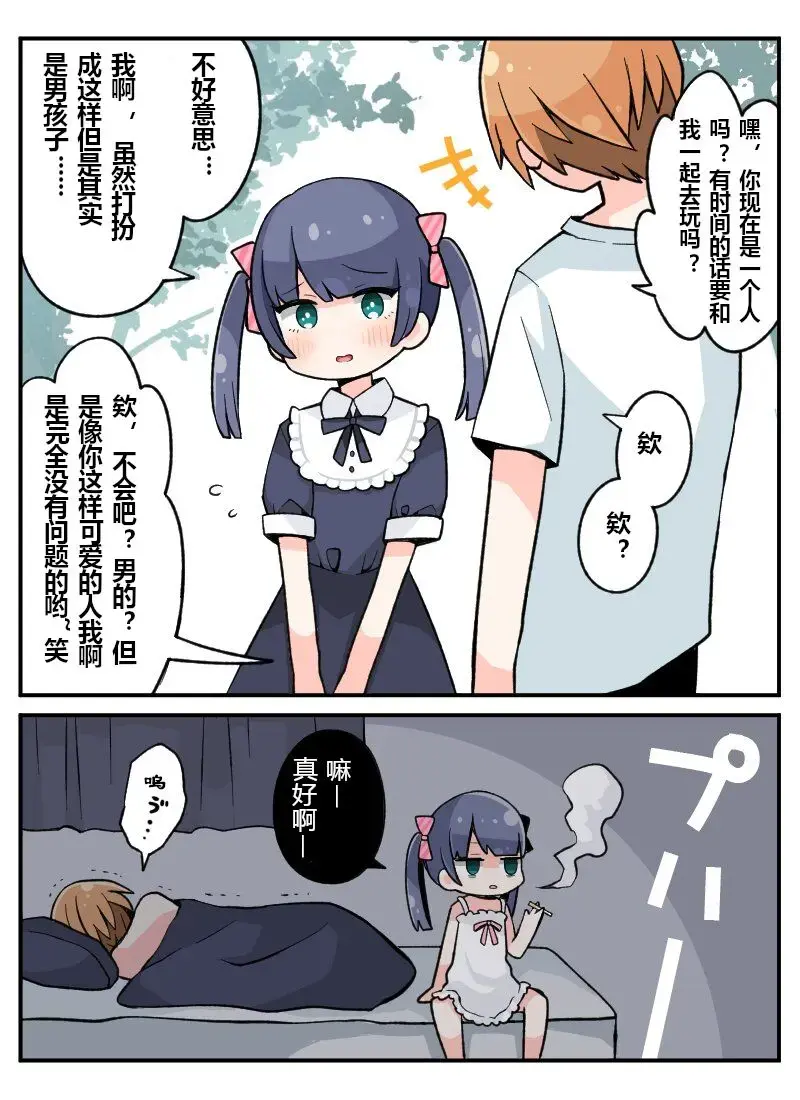 嘿，你现在是一个人
吗？有时间的话要和
我一起去玩吗？
不好意思…
我啊，虽然打扮
成这样但是其实
是男孩子……
欸
欸？
欸，不会吧？男的？但
是像你这样可爱的人我啊
是完全没有问题的哟~笑
プハー
嘛—
真好啊—
呜
ゔ…